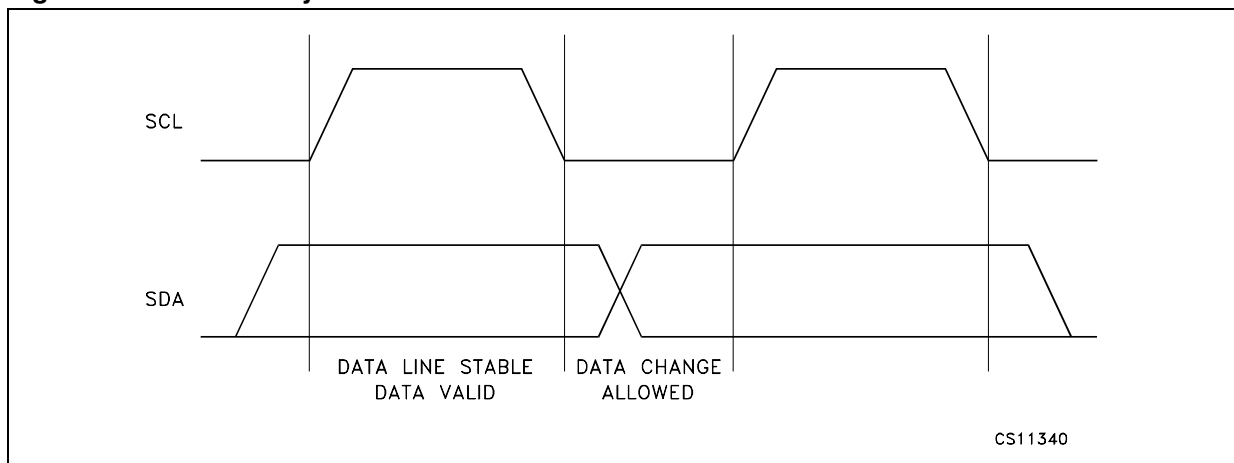 SCL
SDA
DATA LINE STABLE
DATA VALID
DATA CHANGE
ALLOWED
CS11340